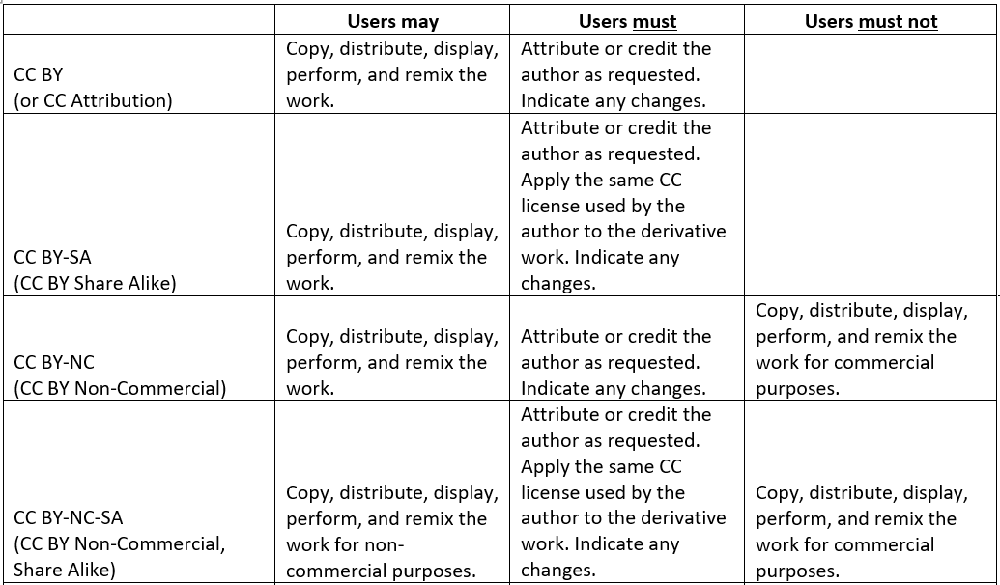 Users may
Users must
Users must not
CC BY
(or CC Attribution)
Copy, distribute, display,
perform, and remix the
work.
Attribute or credit the
author as requested.
Indicate any changes.
CC BY-SA
(CC BY Share Alike)
Copy, distribute, display,
perform, and remix the
work.
Attribute or credit the
author as requested.
Apply the same CC
license used by the
author to the derivative
work. Indicate any
changes.
CC BY-NC
(CC BY Non-Commercial)
Copy, distribute, display,
perform, and remix the
work.
Attribute or credit the
author as requested.
Indicate any changes.
Copy, distribute, display,
perform, and remix the
work for commercial
purposes.
CC BY-NC-SA
(CC BY Non-Commercial,
Share Alike)
Copy, distribute, display,
perform, and remix the
work for non-
commercial purposes.
Attribute or credit the
author as requested.
Apply the same CC
license used by the
author to the derivative
work. Indicate any
changes.
Copy, distribute, display,
perform, and remix the
work for commercial
purposes.